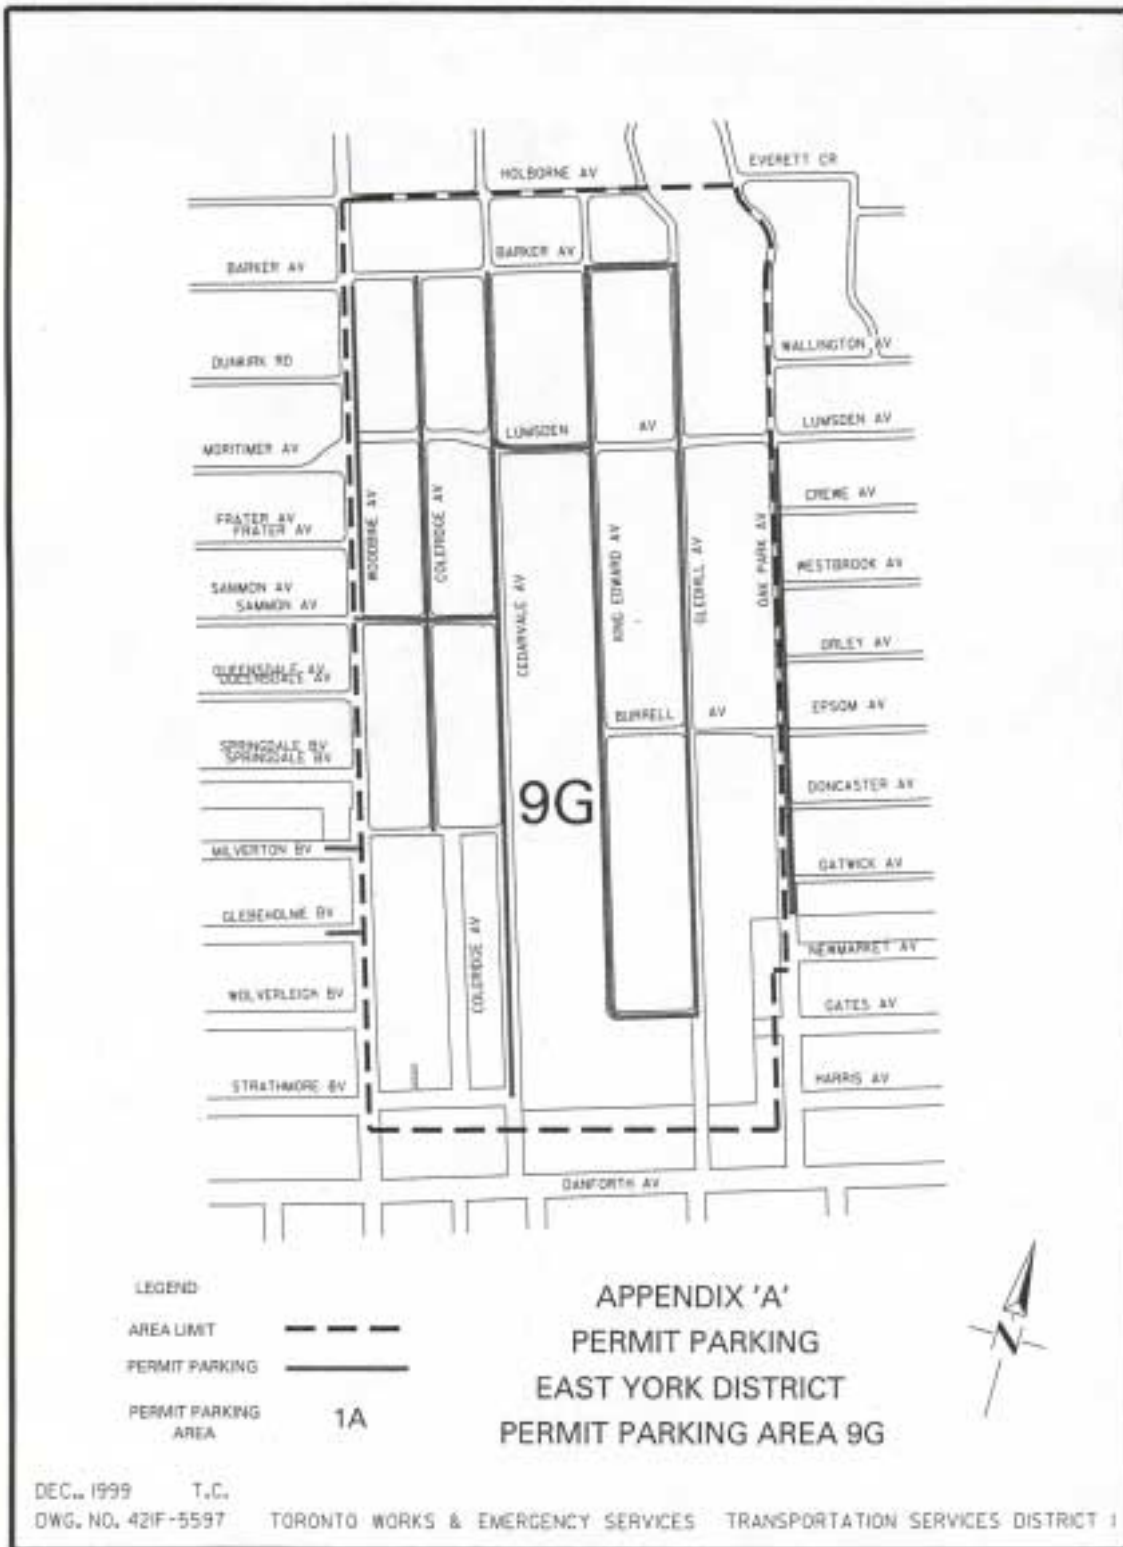 EVERETT CR
HOLBORNE AV
BARKER AV
BARKER AV
WALLINGTON AV
DUNKIRK RD
LUMSDEN AV
LUMSDEN AV
MORITIMER AV
CREWE AV
WOODBINE AV
COLERIDGE AV
FRATER AV
FRATER AV
CEDARVALE AV
KING EDWARD AV
GLEDHILL AV
OAK PARK AV
WESTBROOK AV
SAMMON AV
SAMMON AV
ORLEY AV
QUEENSDALE AV
QUEENSDALE AV
BURRELL AV
EPSOM AV
SPRINGDALE BV
SPRINGDALE BV
9G
DONCASTER AV
MILVERTON BV
GATWICK AV
GLEBEHOLME BV
COLERIDGE AV
NEWMARKET AV
WOLVERLEIGH BV
GATES AV
STRATHMORE BV
HARRIS AV
DANFORTH AV
LEGEND
AREA LIMIT
PERMIT PARKING
PERMIT PARKING
AREA
1A
APPENDIX 'A'
PERMIT PARKING
EAST YORK DISTRICT
PERMIT PARKING AREA 9G
N
DEC., 1999 T.C.
DWG. NO. 421F-5597 TORONTO WORKS & EMERGENCY SERVICES TRANSPORTATION SERVICES DISTRICT 1